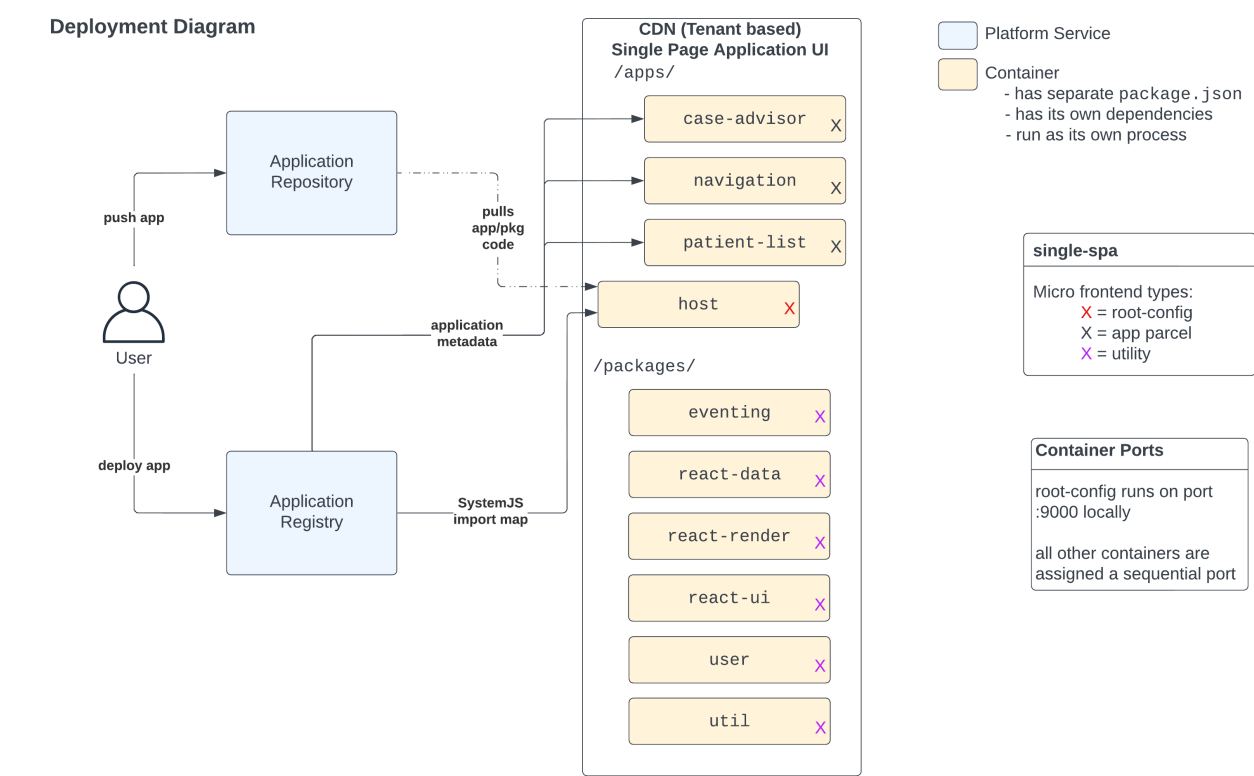 Deployment Diagram
CDN (Tenant based)
Single Page Application UI
/apps/
case-advisor
X
navigation
X
patient-list
X
host
X
/packages/
eventing
X
react-data
X
react-render
X
react-ui
X
user
X
util
X
Application
Repository
push app
pulls
app/pkg
code
User
application
metadata
deploy app
Application
Registry
SystemJS
import map
Platform Service
Container
- has separate package.json
- has its own dependencies
- run as its own process
single-spa
Micro frontend types:
X = root-config
X = app parcel
X = utility
Container Ports
root-config runs on port
:9000 locally
all other containers are
assigned a sequential port